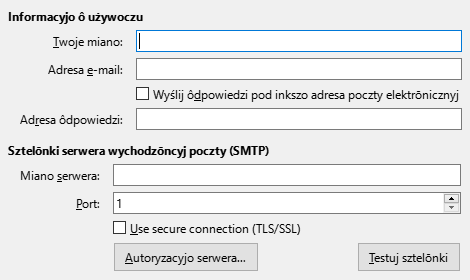 Informacyjo ô używoczu
Twoje miano:
Adresa e-mail:
Wyślij ôdpowiedzi pod inkszo adresa poczty elektrōnicznyj
Adresa ôdpowiedzi:
Sztelōnki serwera wychodzōncyj poczty (SMTP)
Miano serwera:
Port: 1
Use secure connection (TLS/SSL)
Autoryzacyjo serwera... Testuj sztelōnki